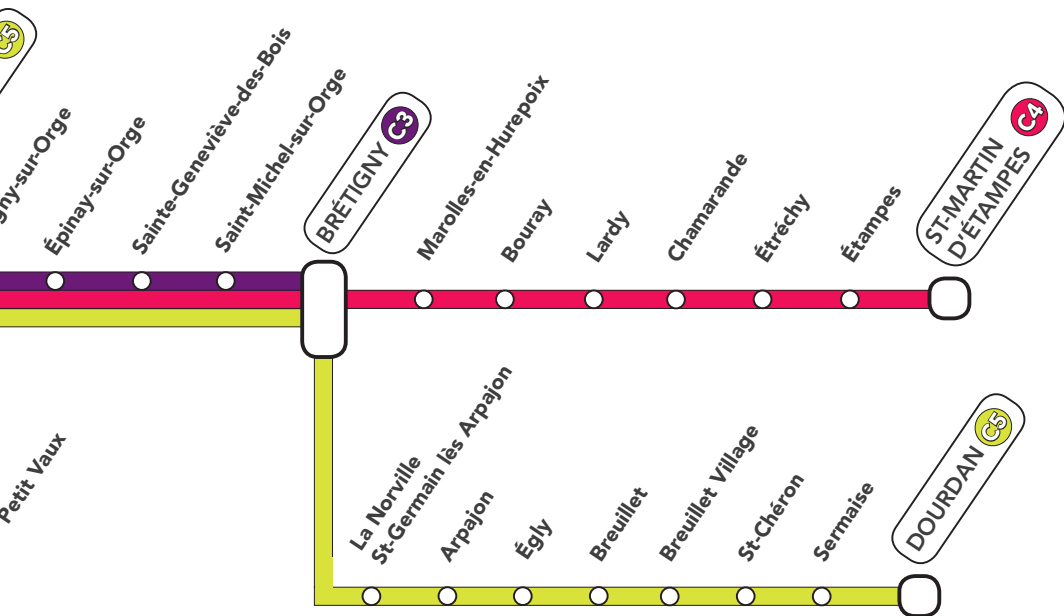 C5
Épinay-sur-Orge
Sainte-Geneviève-des-Bois
Saint-Michel-sur-Orge
BRÉTIGNY C3
Marolles-en-Hurepoix
Bouray
Lardy
Chamarande
Étréchy
Étampes
ST-MARTIN
D'ÉTAMPES
C4
Petit Vaux
La Norville
St-Germain lès Arpajon
Arpajon
Égly
Breuillet
Breuillet Village
St-Chéron
Sermaise
DOURDAN C5